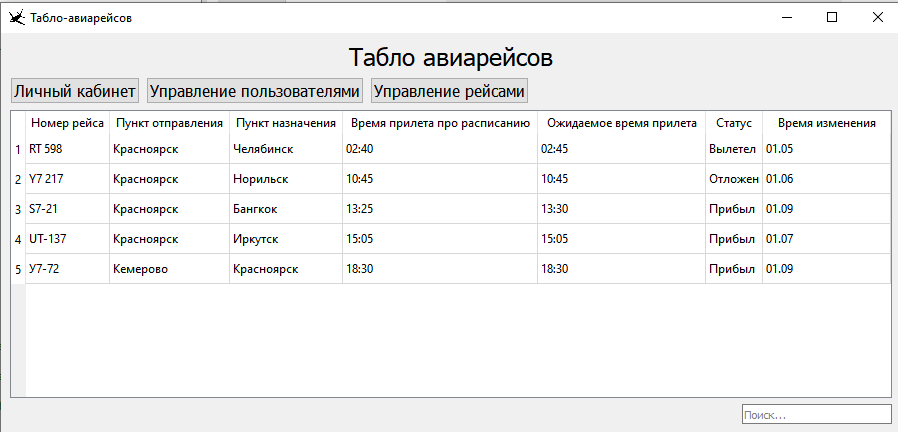 Табло-авиарейсов
Табло авиарейсов
Личный кабинет Управление пользователями Управление рейсами
Номер рейса Пункт отправления Пункт назначения Время прилета про расписанию Ожидаемое время прилета Статус Время изменения
1 RT 598 Красноярск Челябинск 02:40 02:45 Вылетел 01.05
2 Y7 217 Красноярск Норильск 10:45 10:45 Отложен 01.06
3 S7-21 Красноярск Бангкок 13:25 13:30 Прибыл 01.09
4 UT-137 Красноярск Иркутск 15:05 15:05 Прибыл 01.07
5 У7-72 Кемерово Красноярск 18:30 18:30 Прибыл 01.09
Поиск...